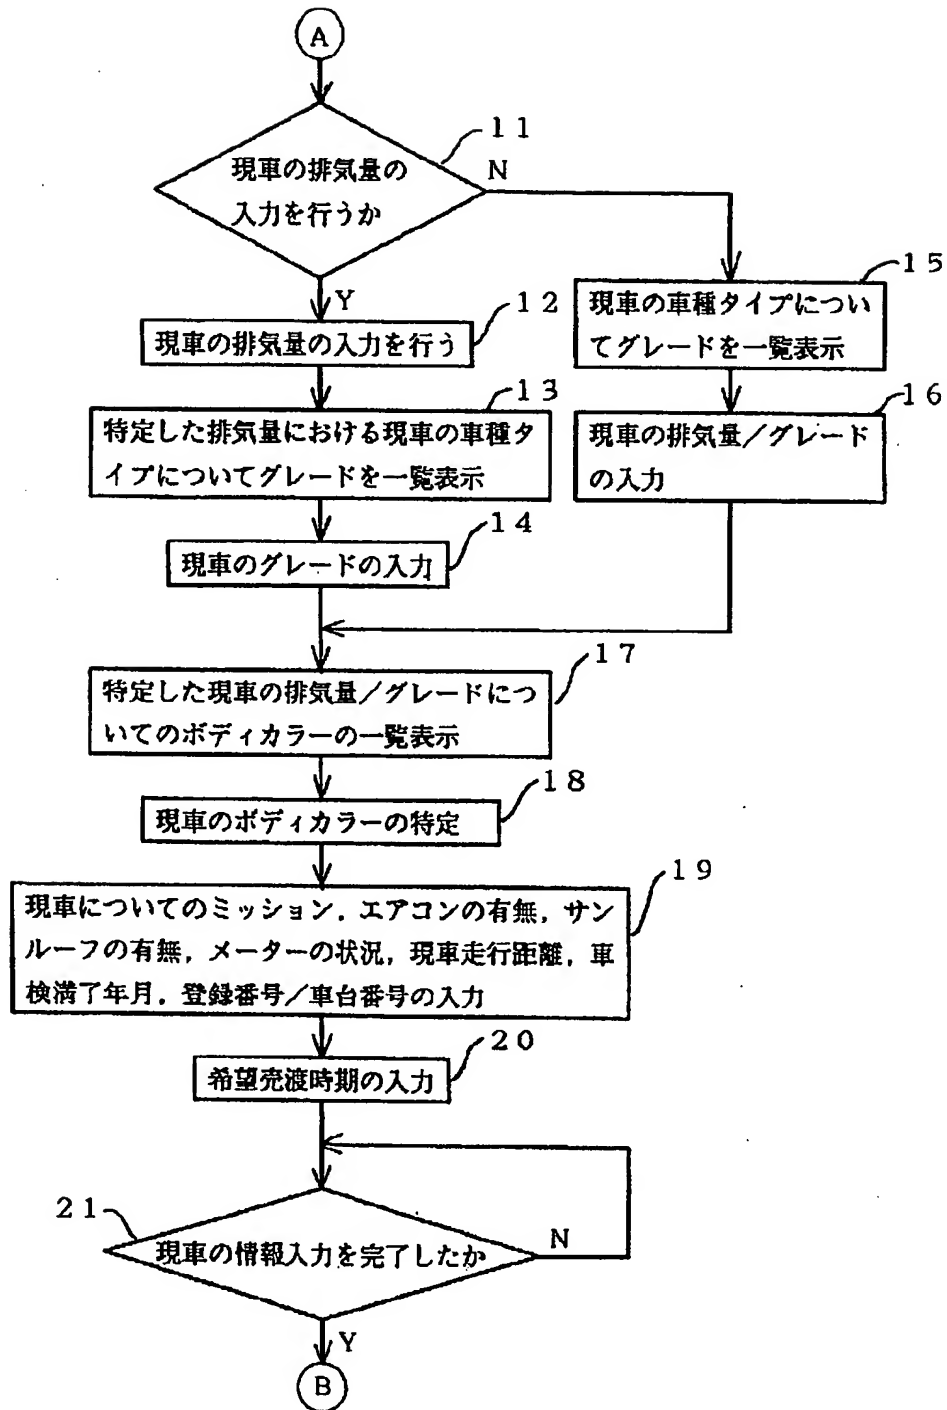 A
11
現車の排気量の
入力を行うか
N
Y
12
現車の排気量の入力を行う
13
特定した排気量における現車の車種タ
イプについてグレードを一覧表示
14
現車のグレードの入力
15
現車の車種タイプについ
てグレードを一覧表示
16
現車の排気量/グレード
の入力
17
特定した現車の排気量/グレードにつ
いてのボディカラーの一覧表示
18
現車のボディカラーの特定
19
現車についてのミッション，エアコンの有無，サン
ルーフの有無，メーターの状況，現車走行距離，車
検満了年月，登録番号/車台番号の入力
20
希望売渡時期の入力
21
現車の情報入力を完了したか
N
Y
B